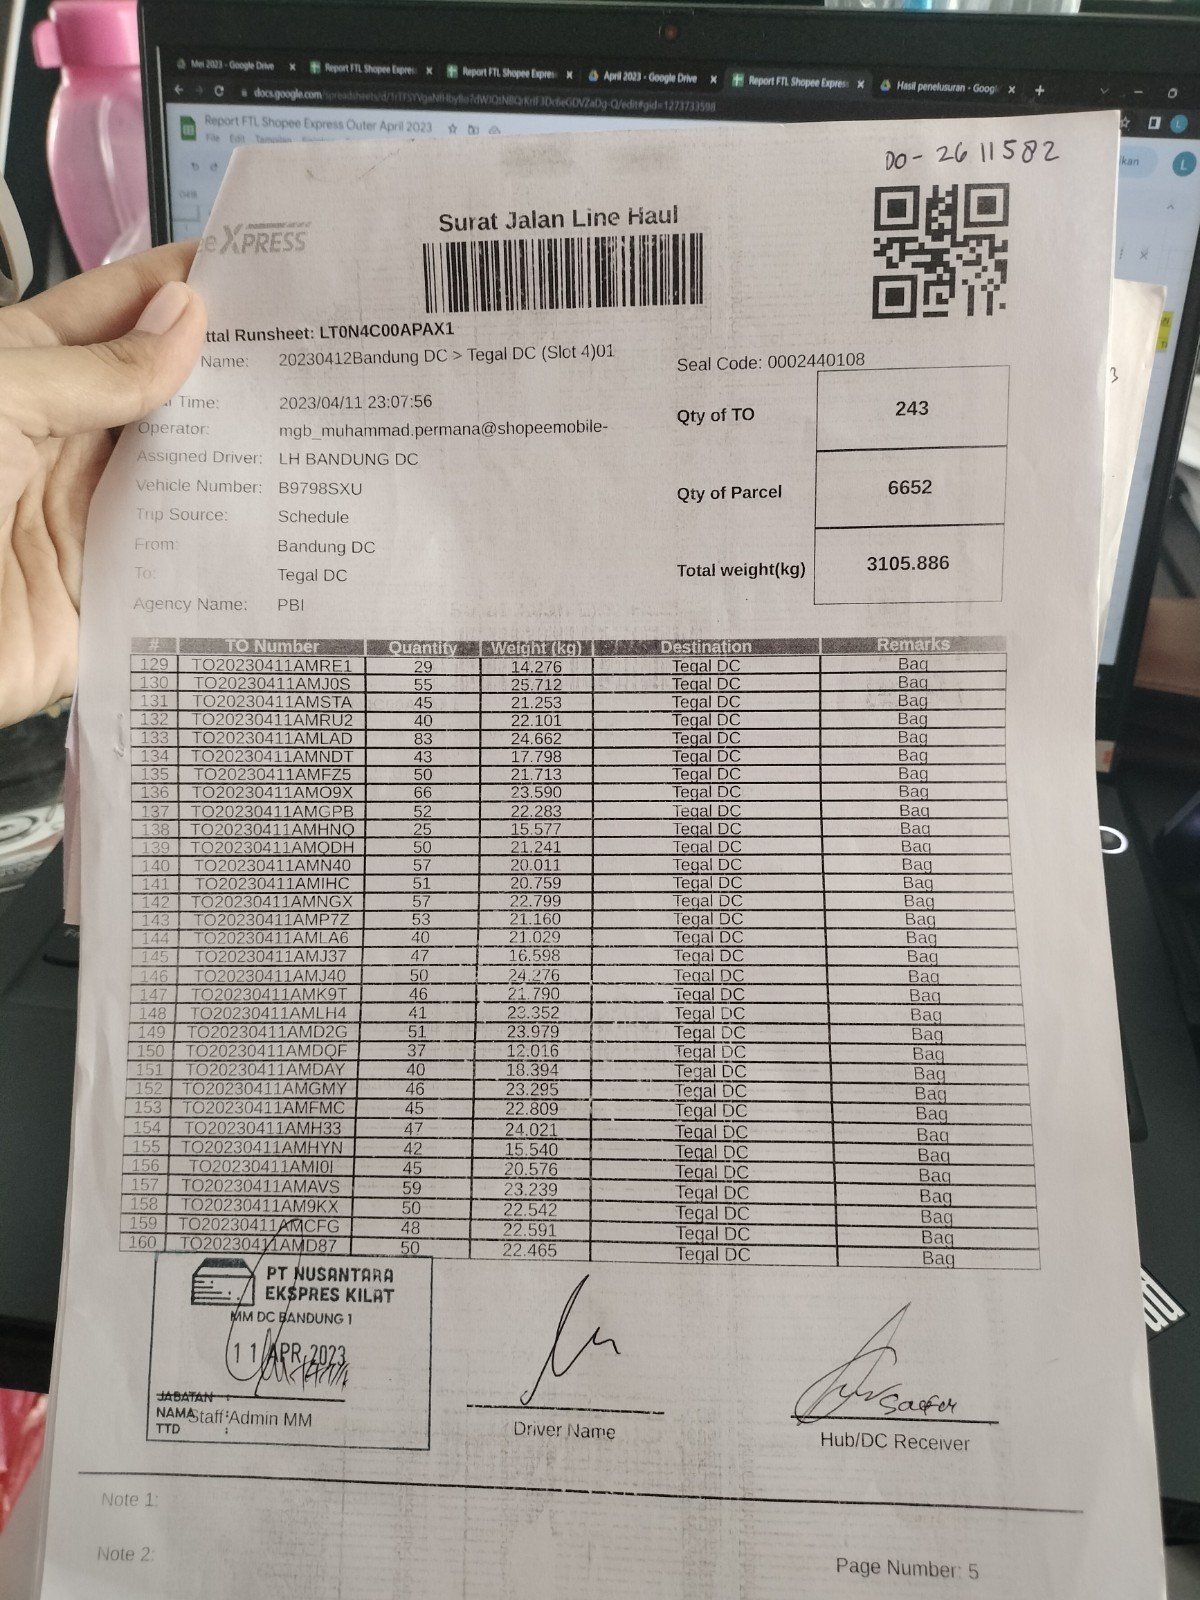 Mei 2023 - Google Drive
Report FTL Shopee Expres
Report FTL Shopee Expres
April 2023 - Google Drive
Report FTL Shopee Expres
Hasil penelusuran - Googl
Report FTL Shopee Express Outer April 2023
DO - 2611582
eXPRESS
Surat Jalan Line Haul
ttal Runsheet: LT0N4C00APAX1
Name: 20230412Bandung DC > Tegal DC (Slot 4)01
Seal Code: 0002440108
Time: 2023/04/11 23:07:56
Qty of TO 243
Operator: mgb_muhammad.permana@shopeemobile-
Assigned Driver: LH BANDUNG DC
Vehicle Number: B9798SXU
Qty of Parcel 6652
Trip Source: Schedule
From: Bandung DC
To: Tegal DC
Total weight(kg) 3105.886
Agency Name: PBI
# TO Number Quantity Weight (kg) Destination Remarks
129 TO20230411AMRE1 29 14.276 Tegal DC Bag
130 TO20230411AMJ0S 55 25.712 Tegal DC Bag
131 TO20230411AMSTA 45 21.253 Tegal DC Bag
132 TO20230411AMRU2 40 22.101 Tegal DC Bag
133 TO20230411AMLAD 83 24.662 Tegal DC Bag
134 TO20230411AMNDT 43 17.798 Tegal DC Bag
135 TO20230411AMFZ5 50 21.713 Tegal DC Bag
136 TO20230411AMO9X 66 23.590 Tegal DC Bag
137 TO20230411AMGPB 52 22.283 Tegal DC Bag
138 TO20230411AMHNQ 25 15.577 Tegal DC Bag
139 TO20230411AMQDH 50 21.241 Tegal DC Bag
140 TO20230411AMN40 57 20.011 Tegal DC Bag
141 TO20230411AMIHC 51 20.759 Tegal DC Bag
142 TO20230411AMNGX 57 22.799 Tegal DC Bag
143 TO20230411AMP7Z 53 21.160 Tegal DC Bag
144 TO20230411AMLA6 40 21.029 Tegal DC Bag
145 TO20230411AMJ37 47 16.598 Tegal DC Bag
146 TO20230411AMJ40 50 24.276 Tegal DC Bag
147 TO20230411AMK9T 46 21.790 Tegal DC Bag
148 TO20230411AMLH4 41 23.352 Tegal DC Bag
149 TO20230411AMD2G 51 23.979 Tegal DC Bag
150 TO20230411AMDQF 37 12.016 Tegal DC Bag
151 TO20230411AMDAY 40 18.394 Tegal DC Bag
152 TO20230411AMGMY 46 23.295 Tegal DC Bag
153 TO20230411AMFMC 45 22.809 Tegal DC Bag
154 TO20230411AMH33 47 24.021 Tegal DC Bag
155 TO20230411AMHYN 42 15.540 Tegal DC Bag
156 TO20230411AMI0I 45 20.576 Tegal DC Bag
157 TO20230411AMAVS 59 23.239 Tegal DC Bag
158 TO20230411AM9KX 50 22.542 Tegal DC Bag
159 TO20230411AMCFG 48 22.591 Tegal DC Bag
160 TO20230411AMD87 50 22.465 Tegal DC Bag
PT NUSANTARA
EKSPRES KILAT
MM DC BANDUNG 1
11 APR 2023
JABATAN :
NAMA :
Staff Admin MM
TTD :
Driver Name
Hub/DC Receiver
Note 1:
Note 2:
Page Number: 5